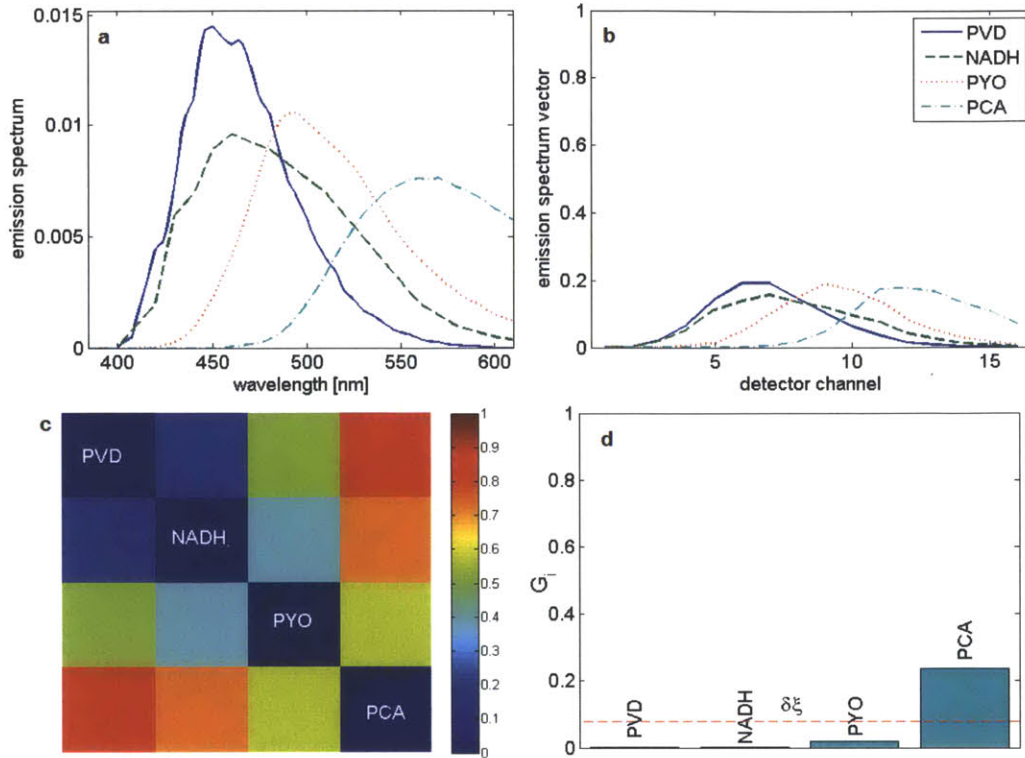 a
0.015
0.01
0.005
0
emission spectrum
400 450 500 550 600
wavelength [nm]
b
1
0.8
0.6
0.4
0.2
0
emission spectrum vector
5 10 15
detector channel
PVD
NADH
PYO
PCA
c
PVD
NADH
PYO
PCA
1
0.9
0.8
0.7
0.6
0.5
0.4
0.3
0.2
0.1
0
d
1
0.8
0.6
0.4
0.2
0
Gi
PVD
NADH
δξ
PYO
PCA